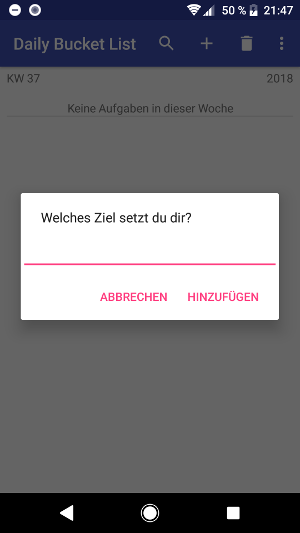 50 % 21:47
Daily Bucket List
KW 37 2018
Keine Aufgaben in dieser Woche
Welches Ziel setzt du dir?
ABBRECHEN HINZUFÜGEN